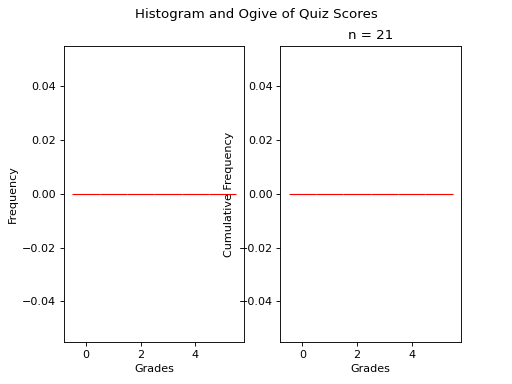 Histogram and Ogive of Quiz Scores
n = 21
Frequency
0.04
0.02
0.00
−0.02
−0.04
0 2 4
Grades
Cumulative Frequency
0.04
0.02
0.00
−0.02
−0.04
0 2 4
Grades